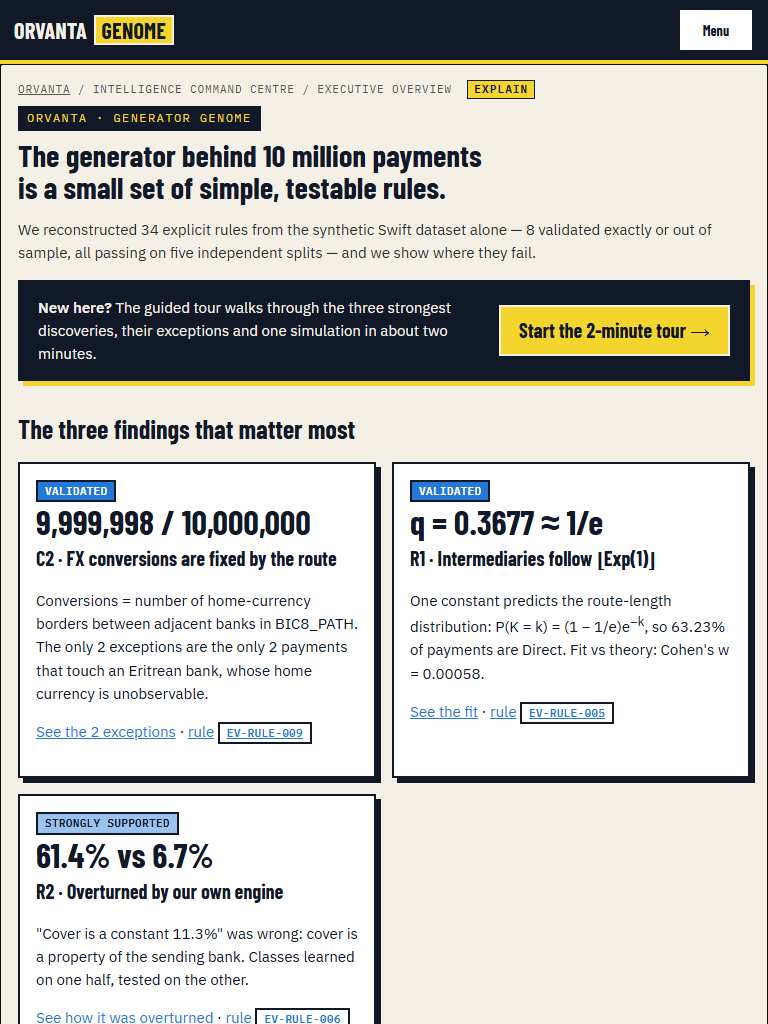 ORVANTA GENOME
Menu
ORVANTA / INTELLIGENCE COMMAND CENTRE / EXECUTIVE OVERVIEW EXPLAIN
ORVANTA · GENERATOR GENOME
The generator behind 10 million payments
is a small set of simple, testable rules.
We reconstructed 34 explicit rules from the synthetic Swift dataset alone — 8 validated exactly or out of
sample, all passing on five independent splits — and we show where they fail.
New here? The guided tour walks through the three strongest
discoveries, their exceptions and one simulation in about two
minutes.
Start the 2-minute tour →
The three findings that matter most
VALIDATED
9,999,998 / 10,000,000
C2 · FX conversions are fixed by the route
Conversions = number of home-currency
borders between adjacent banks in BIC8_PATH.
The only 2 exceptions are the only 2 payments
that touch an Eritrean bank, whose home
currency is unobservable.
See the 2 exceptions · rule EV-RULE-009
VALIDATED
q = 0.3677 ≈ 1/e
R1 · Intermediaries follow ⌊Exp(1)⌋
One constant predicts the route-length
distribution: P(K = k) = (1 − 1/e)e⁻ᵏ, so 63.23%
of payments are Direct. Fit vs theory: Cohen's w
= 0.00058.
See the fit · rule EV-RULE-005
STRONGLY SUPPORTED
61.4% vs 6.7%
R2 · Overturned by our own engine
"Cover is a constant 11.3%" was wrong: cover is
a property of the sending bank. Classes learned
on one half, tested on the other.
See how it was overturned · rule EV-RULE-006